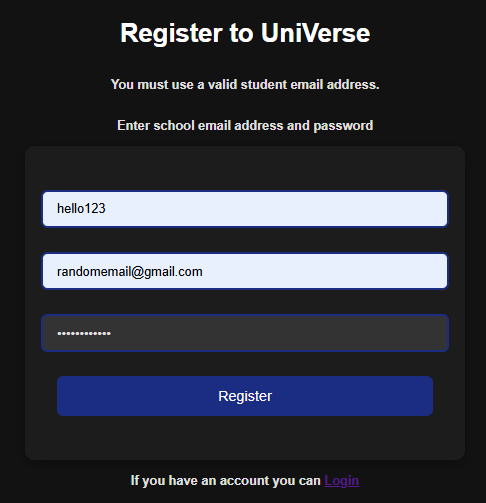 Register to UniVerse
You must use a valid student email address.
Enter school email address and password
hello123
randomemail@gmail.com
••••••••••••
Register
If you have an account you can Login